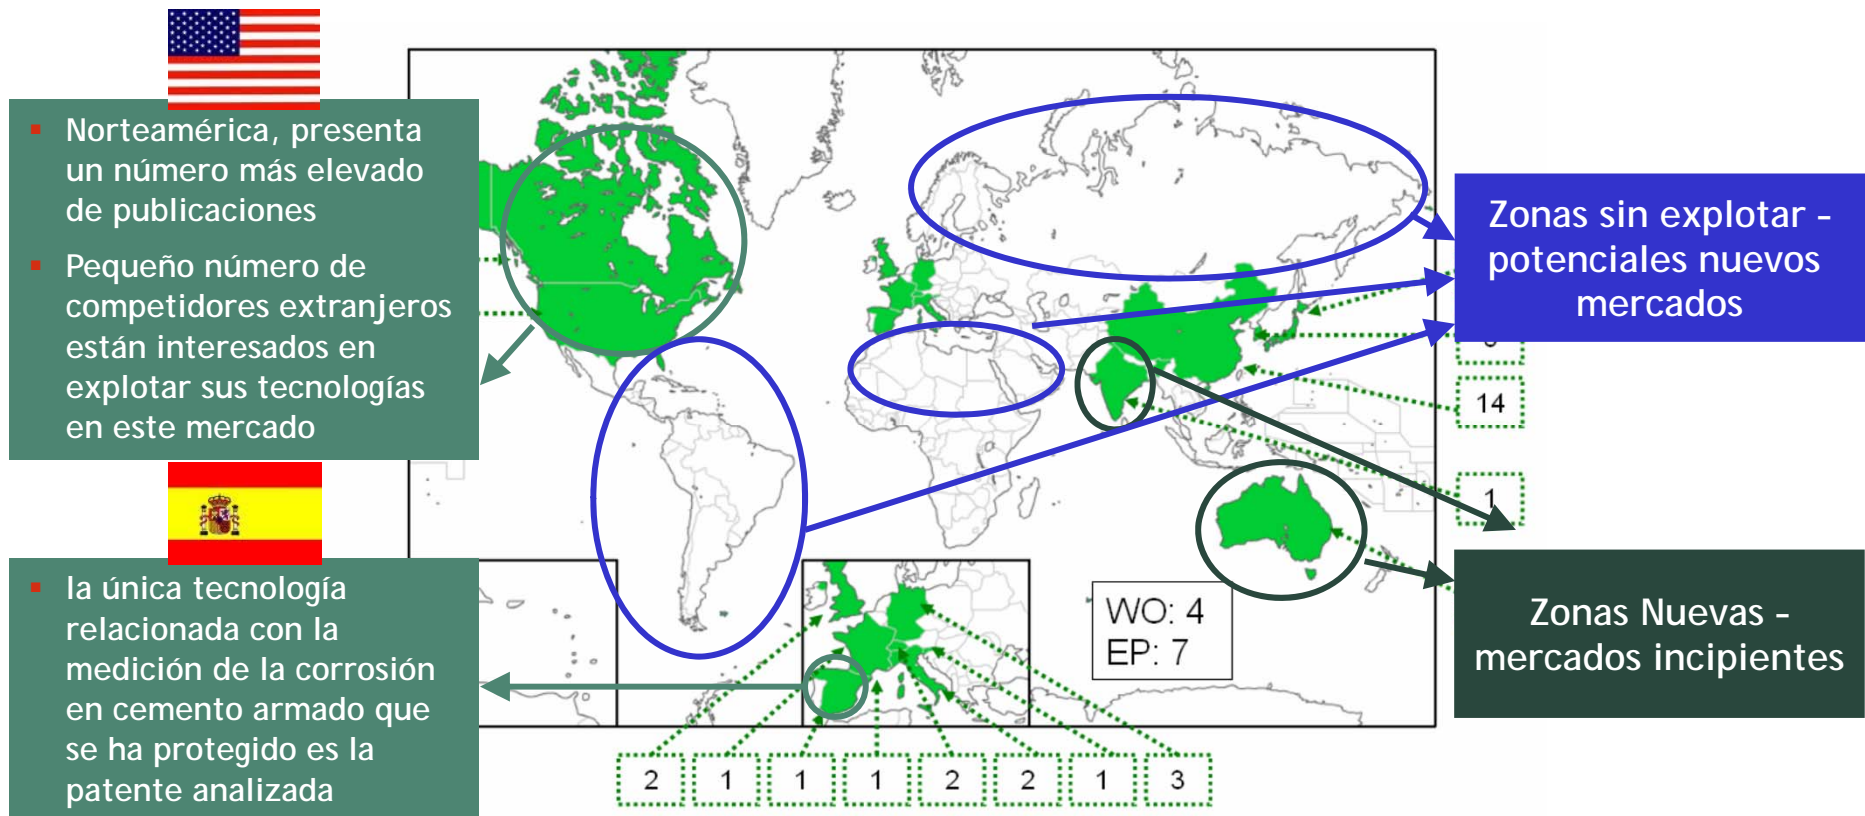 Norteamérica, presenta
un número más elevado
de publicaciones
Pequeño número de
competidores extranjeros
están interesados en
explotar sus tecnologías
en este mercado
la única tecnología
relacionada con la
medición de la corrosión
en cemento armado que
se ha protegido es la
patente analizada
Zonas sin explotar -
potenciales nuevos
mercados
14
1
Zonas Nuevas -
mercados incipientes
WO: 4
EP: 7
2 1 1 1 2 2 1 3